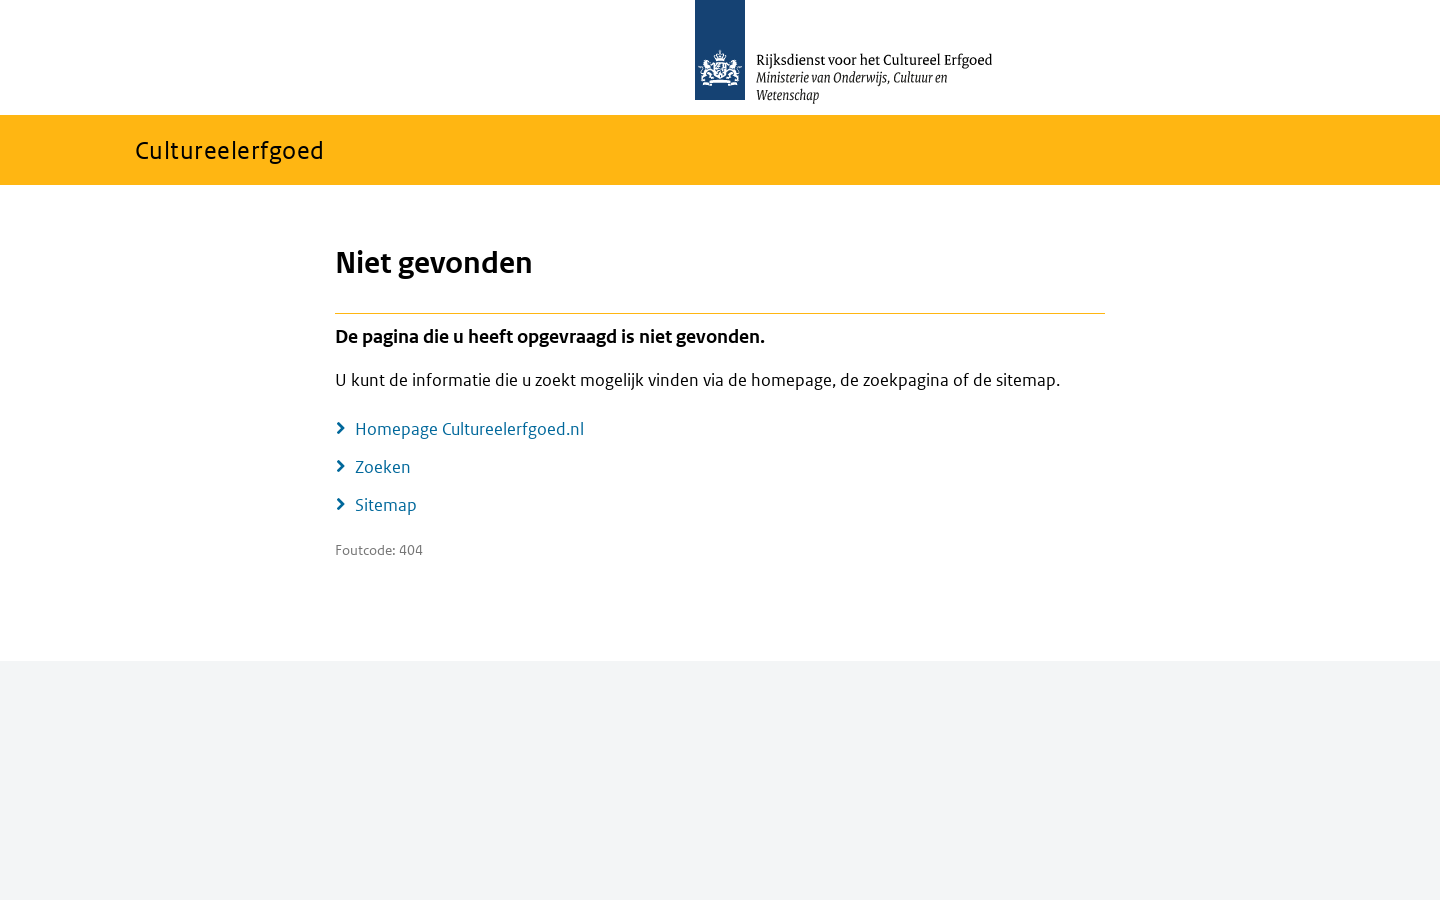 Rijksdienst voor het Cultureel Erfgoed
Ministerie van Onderwijs, Cultuur en
Wetenschap
Cultureelerfgoed
Niet gevonden
De pagina die u heeft opgevraagd is niet gevonden.
U kunt de informatie die u zoekt mogelijk vinden via de homepage, de zoekpagina of de sitemap.
Homepage Cultureelerfgoed.nl
Zoeken
Sitemap
Foutcode: 404